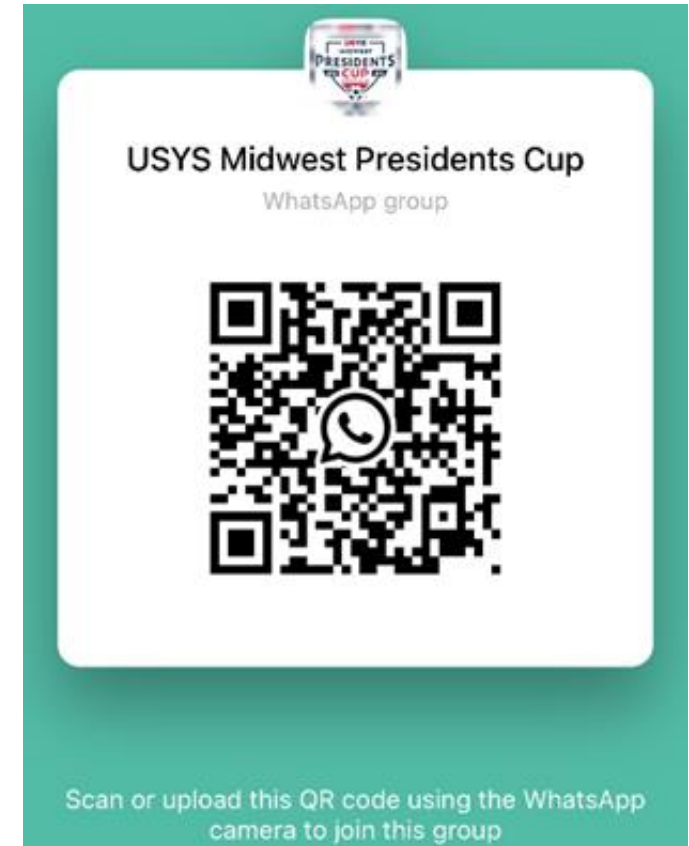 PRESIDENTS
CUP
USYS Midwest Presidents Cup
WhatsApp group
Scan or upload this QR code using the WhatsApp
camera to join this group